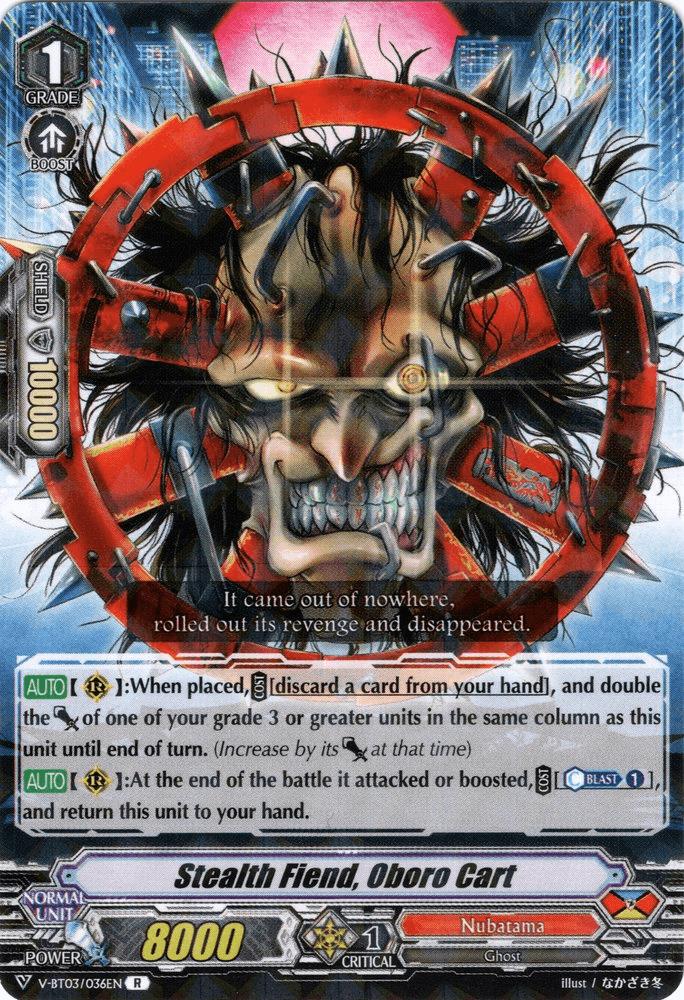 1
GRADE
BOOST
SHIELD
10000
It came out of nowhere,
rolled out its revenge and disappeared.
AUTO【 R 】:When placed, COST [discard a card from your hand], and double
the of one of your grade 3 or greater units in the same column as this
unit until end of turn. (Increase by its at that time)
AUTO【 R 】:At the end of the battle it attacked or boosted, COST [ C BLAST 1 ],
and return this unit to your hand.
Stealth Fiend, Oboro Cart
NORMAL
UNIT
POWER
8000
1
CRITICAL
Nubatama
Ghost
V-BT03/036EN R
illust / なかざき冬